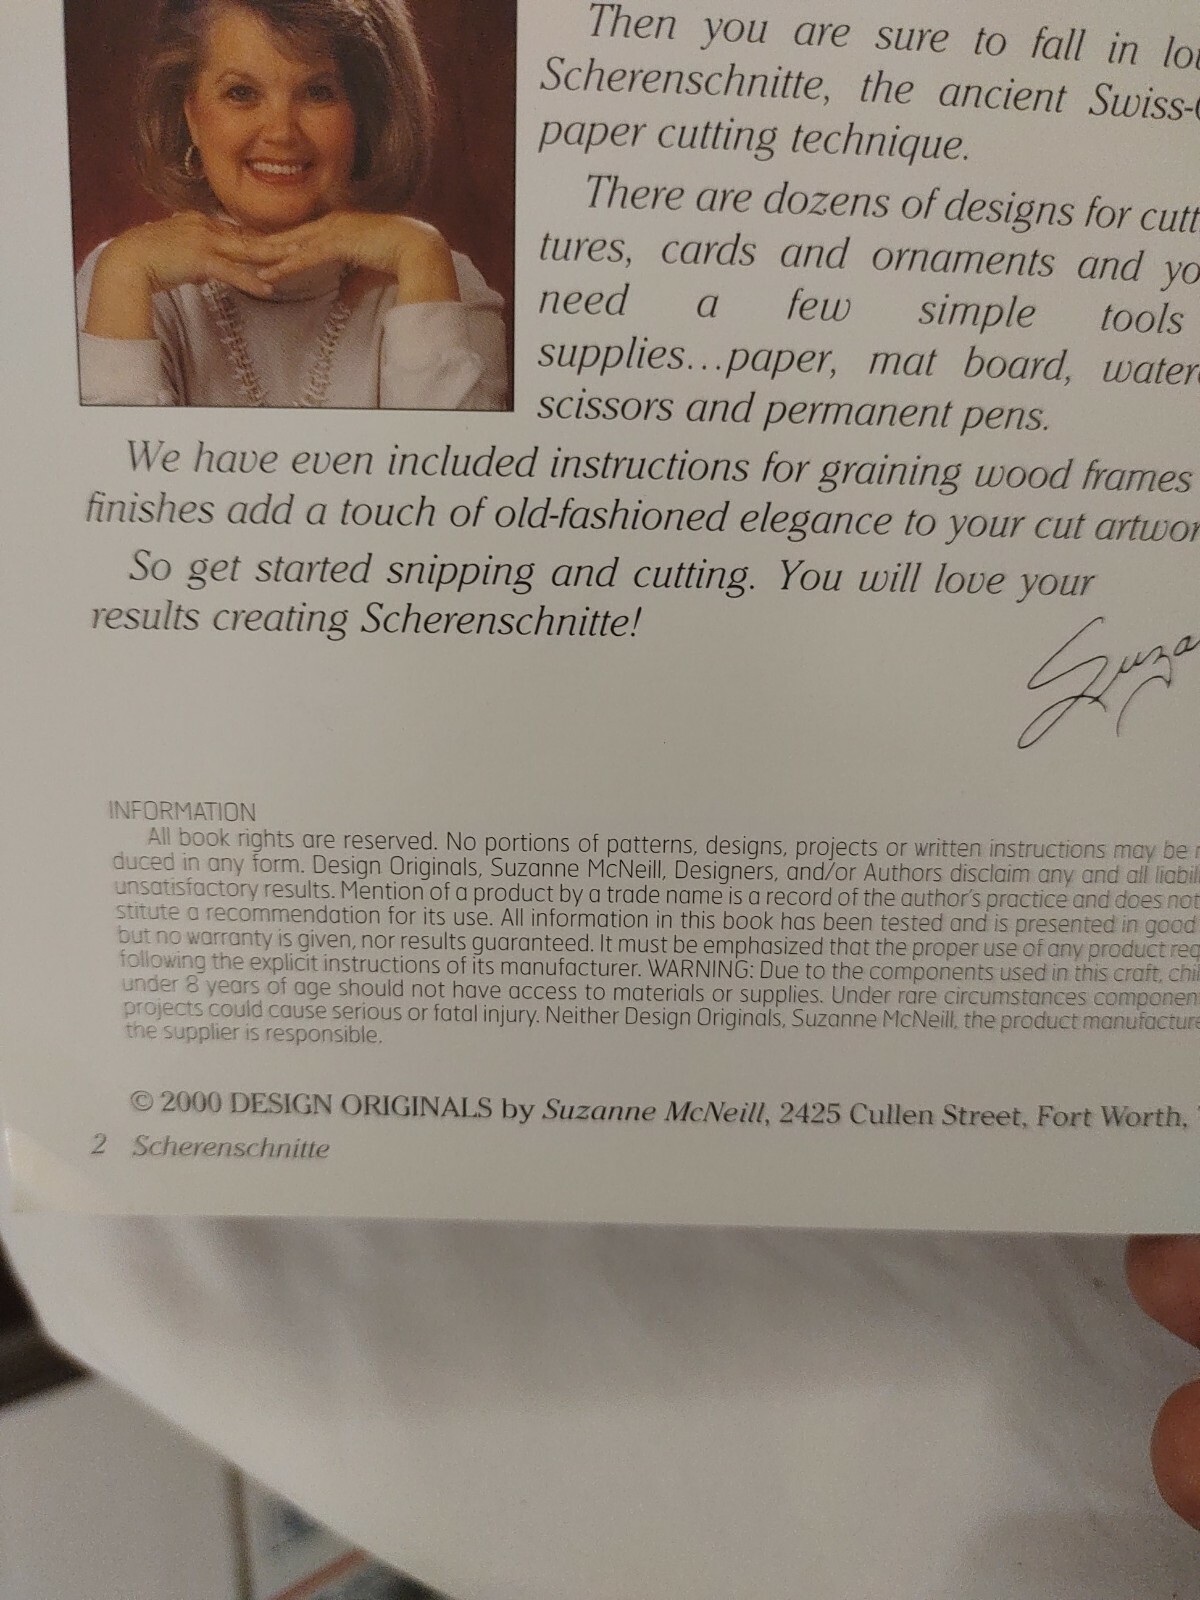 Then you are sure to fall in
Scherenschnitte, the ancient Swiss-
paper cutting technique.
There are dozens of designs for
tures, cards and ornaments and
need a few simple tools
supplies...paper, mat board,
scissors and permanent pens.
We have even included instructions for graining wood frames
finishes add a touch of old-fashioned elegance to your cut
So get started snipping and cutting. You will love your
results creating Scherenschnitte!
Suza
INFORMATION
All book rights are reserved. No portions of patterns, designs, projects or written instructions may be
duced in any form. Design Originals, Suzanne McNeill, Designers, and/or Authors disclaim any and all
unsatisfactory results. Mention of a product by a trade name is a record of the author's practice and does not
stitute a recommendation for its use. All information in this book has been tested and is presented in good
but no warranty is given, nor results guaranteed. It must be emphasized that the proper use of any product
following the explicit instructions of its manufacturer. WARNING: Due to the components used in this craft,
under 8 years of age should not have access to materials or supplies. Under rare circumstances
projects could cause serious or fatal injury. Neither Design Originals, Suzanne McNeill, the product
the supplier is responsible.
© 2000 DESIGN ORIGINALS by Suzanne McNeill, 2425 Cullen Street, Fort Worth,
2 Scherenschnitte